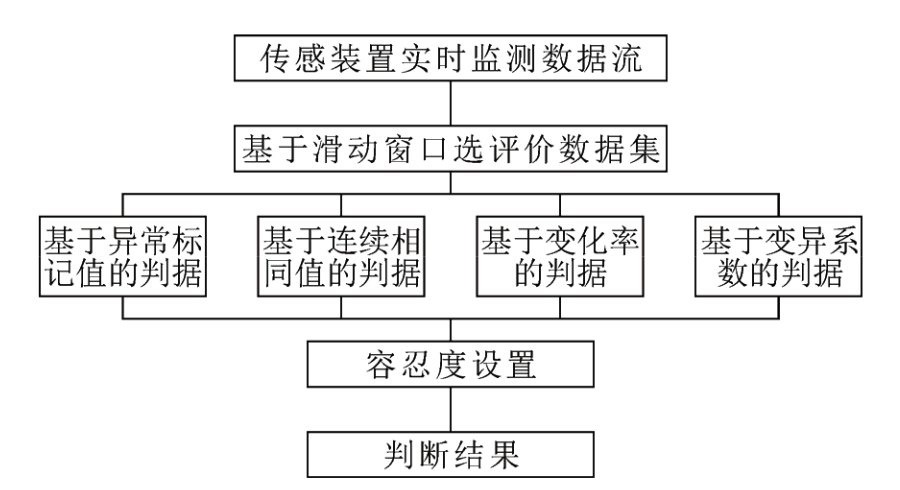 传感装置实时监测数据流
基于滑动窗口选评价数据集
基于异常标
记值的判据
基于连续相
同值的判据
基于变化率
的判据
基于变异系
数的判据
容忍度设置
判断结果